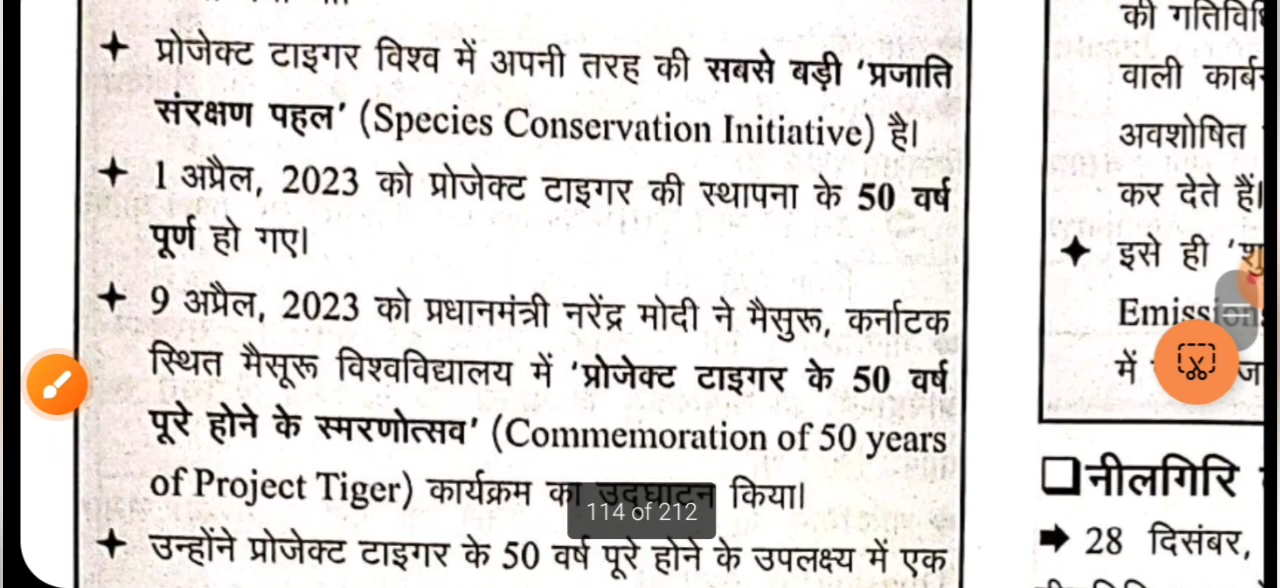 ✦ प्रोजेक्ट टाइगर विश्व में अपनी तरह की सबसे बड़ी ‘प्रजाति
संरक्षण पहल’ (Species Conservation Initiative) है।
✦ 1 अप्रैल, 2023 को प्रोजेक्ट टाइगर की स्थापना के 50 वर्ष
पूर्ण हो गए।
✦ 9 अप्रैल, 2023 को प्रधानमंत्री नरेंद्र मोदी ने मैसुरू, कर्नाटक
स्थित मैसूरू विश्वविद्यालय में ‘प्रोजेक्ट टाइगर के 50 वर्ष
पूरे होने के स्मरणोत्सव’ (Commemoration of 50 years
of Project Tiger) कार्यक्रम का उद्घाटन किया।
114 of 212
✦ उन्होंने प्रोजेक्ट टाइगर के 50 वर्ष पूरे होने के उपलक्ष्य में एक
की
वाली
अवशोषित
कर देते हैं।
✦ इसे ही
में
❑नीलगिरि
➡ 28 दिसंबर,